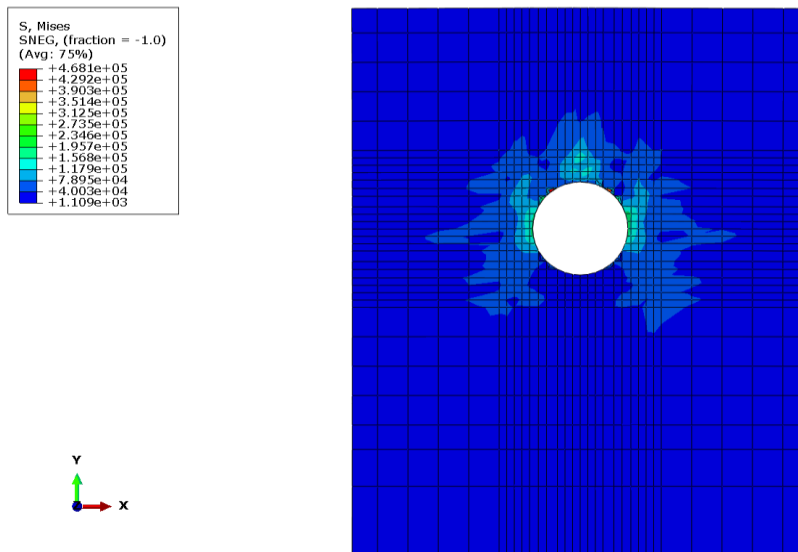 S, Mises
SNEG, (fraction = -1.0)
(Avg: 75%)
+4.681e+05
+4.292e+05
+3.903e+05
+3.514e+05
+3.125e+05
+2.735e+05
+2.346e+05
+1.957e+05
+1.568e+05
+1.179e+05
+7.895e+04
+4.003e+04
+1.109e+03
Y
X